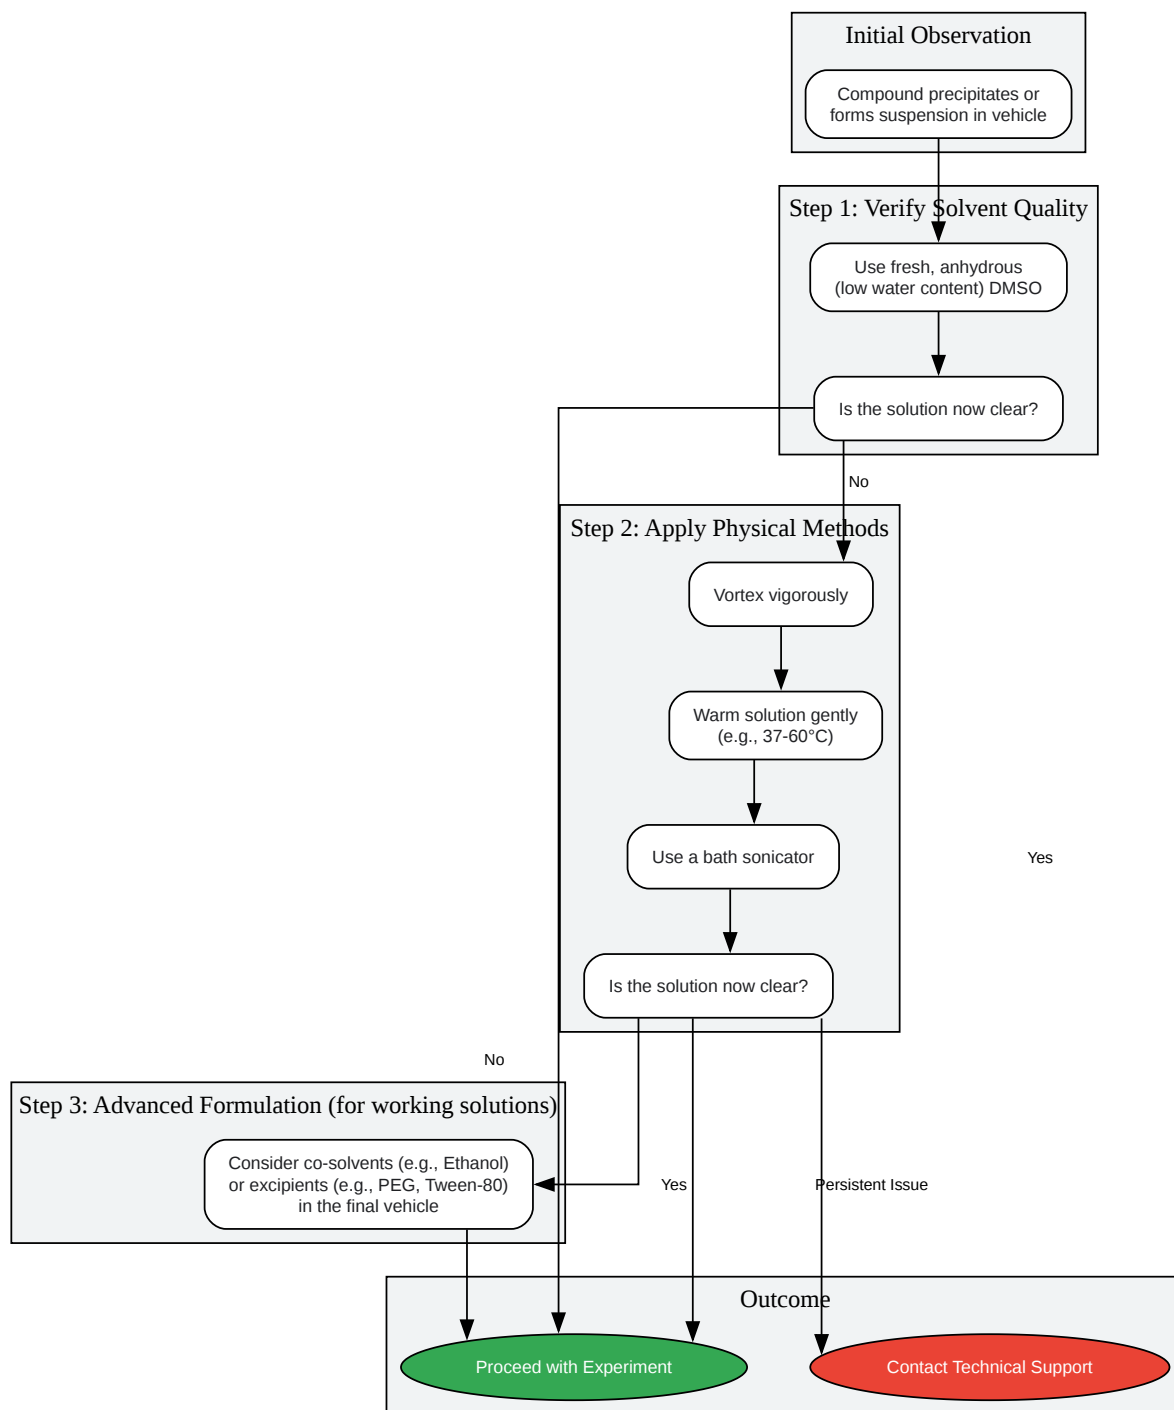 Initial Observation
Compound precipitates or
forms suspension in vehicle
Step 1: Verify Solvent Quality
Use fresh, anhydrous
(low water content) DMSO
Is the solution now clear?
No
Step 2: Apply Physical Methods
Vortex vigorously
Warm solution gently
(e.g., 37-60°C)
Use a bath sonicator
Yes
Is the solution now clear?
No
Step 3: Advanced Formulation (for working solutions)
Consider co-solvents (e.g., Ethanol)
or excipients (e.g., PEG, Tween-80)
in the final vehicle
Yes
Persistent Issue
Outcome
Proceed with Experiment
Contact Technical Support